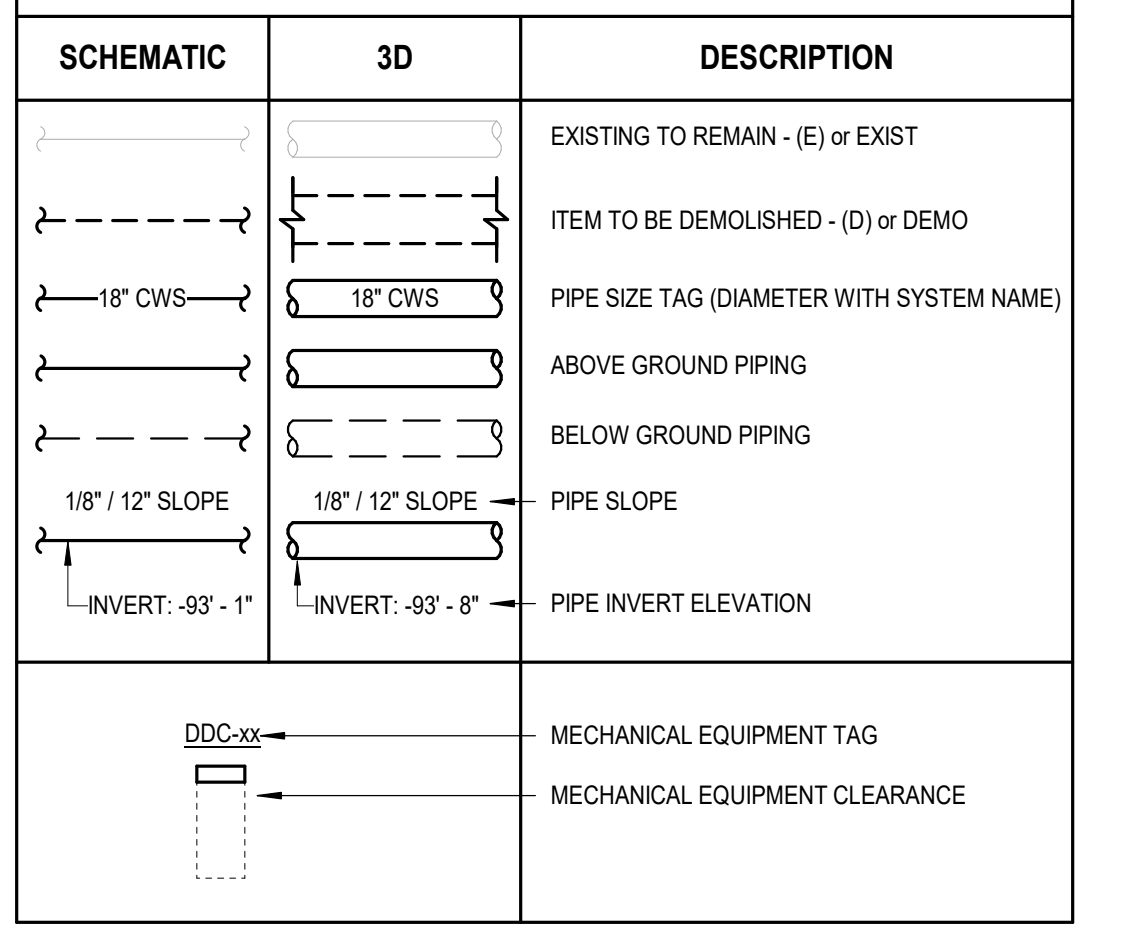 SCHEMATIC
3D
DESCRIPTION
EXISTING TO REMAIN - (E) or EXIST
ITEM TO BE DEMOLISHED - (D) or DEMO
18" CWS
18" CWS
PIPE SIZE TAG (DIAMETER WITH SYSTEM NAME)
ABOVE GROUND PIPING
BELOW GROUND PIPING
1/8" / 12" SLOPE
1/8" / 12" SLOPE
PIPE SLOPE
INVERT: -93' - 1"
INVERT: -93' - 8"
PIPE INVERT ELEVATION
DDC-xx
MECHANICAL EQUIPMENT TAG
MECHANICAL EQUIPMENT CLEARANCE